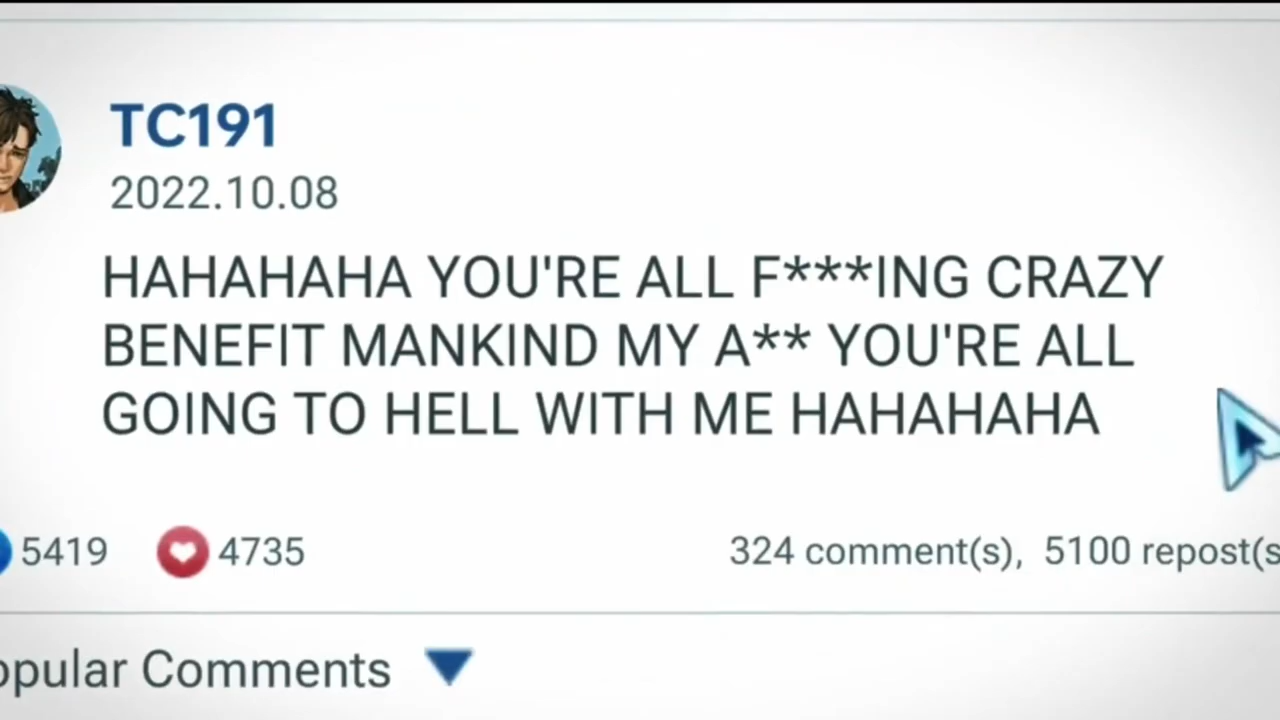 TC191
2022.10.08
HAHAHAHA YOU'RE ALL F***ING CRAZY
BENEFIT MANKIND MY A** YOU'RE ALL
GOING TO HELL WITH ME HAHAHAHA
5419 4735 324 comment(s), 5100 repost(s
opular Comments